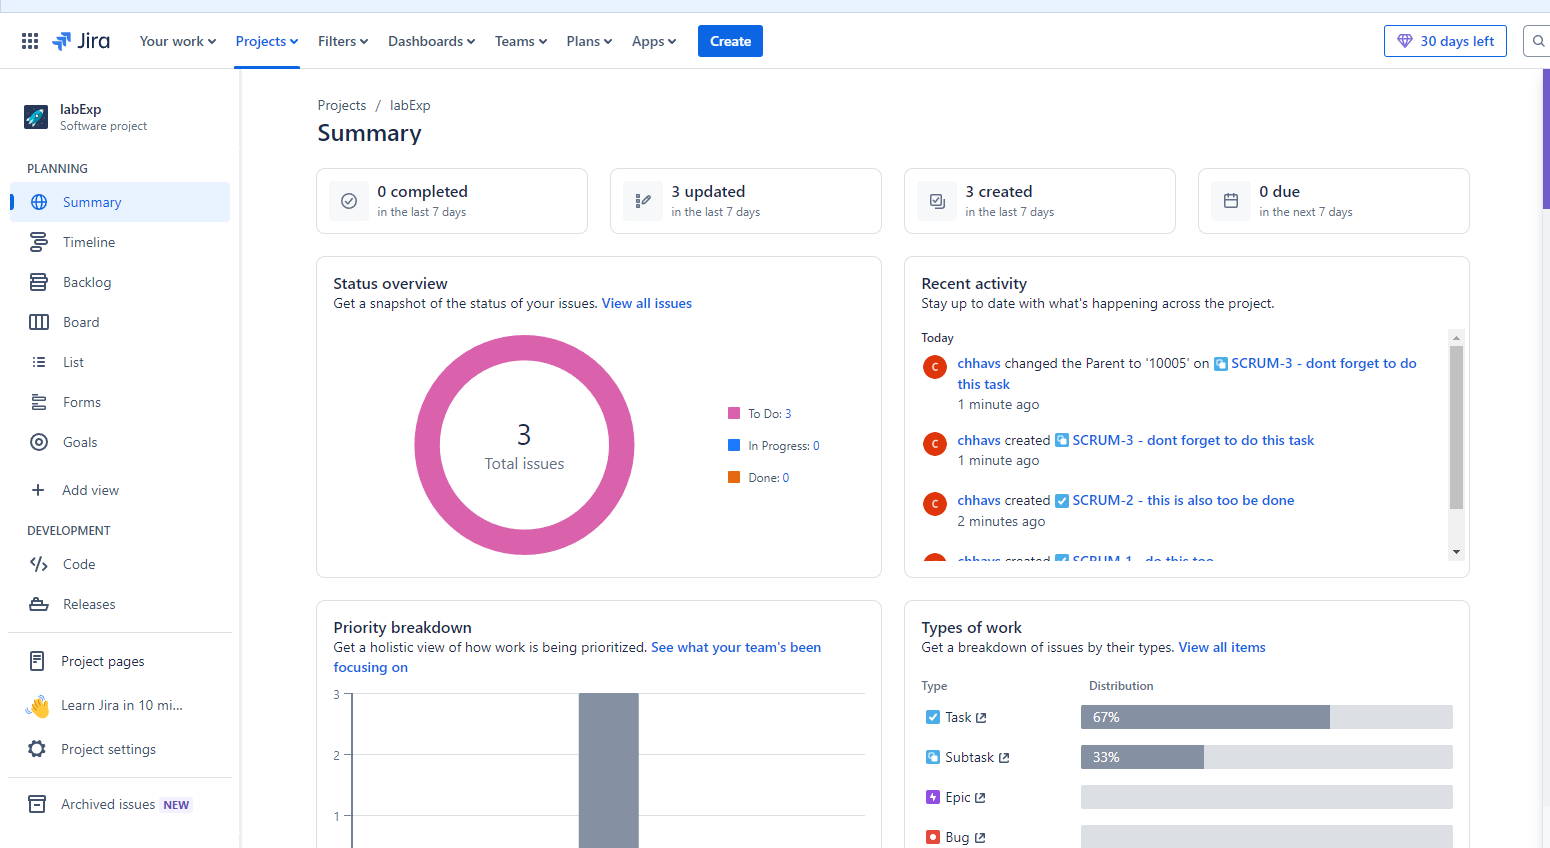 Jira
Your work
Projects
Filters
Dashboards
Teams
Plans
Apps
Create
30 days left
labExp
Software project
PLANNING
Summary
Timeline
Backlog
Board
List
Forms
Goals
Add view
DEVELOPMENT
Code
Releases
Project pages
Learn Jira in 10 mi...
Project settings
Archived issues NEW
Projects / labExp
Summary
0 completed
in the last 7 days
3 updated
in the last 7 days
3 created
in the last 7 days
0 due
in the next 7 days
Status overview
Get a snapshot of the status of your issues. View all issues
3
Total issues
To Do: 3
In Progress: 0
Done: 0
Recent activity
Stay up to date with what's happening across the project.
Today
C
chhavs changed the Parent to '10005' on SCRUM-3 - dont forget to do
this task
1 minute ago
C
chhavs created SCRUM-3 - dont forget to do this task
1 minute ago
C
chhavs created SCRUM-2 - this is also too be done
2 minutes ago
chhavs created SCRUM-1 - do this too
Priority breakdown
Get a holistic view of how work is being prioritized. See what your team's been
focusing on
3
2
1
Types of work
Get a breakdown of issues by their types. View all items
Type Distribution
Task 67%
Subtask 33%
Epic
Bug